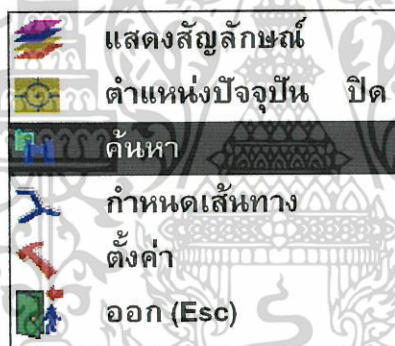 แสดงสัญลักษณ์
ตำแหน่งปัจจุบัน ปิด
ค้นหา
กำหนดเส้นทาง
ตั้งค่า
ออก (Esc)